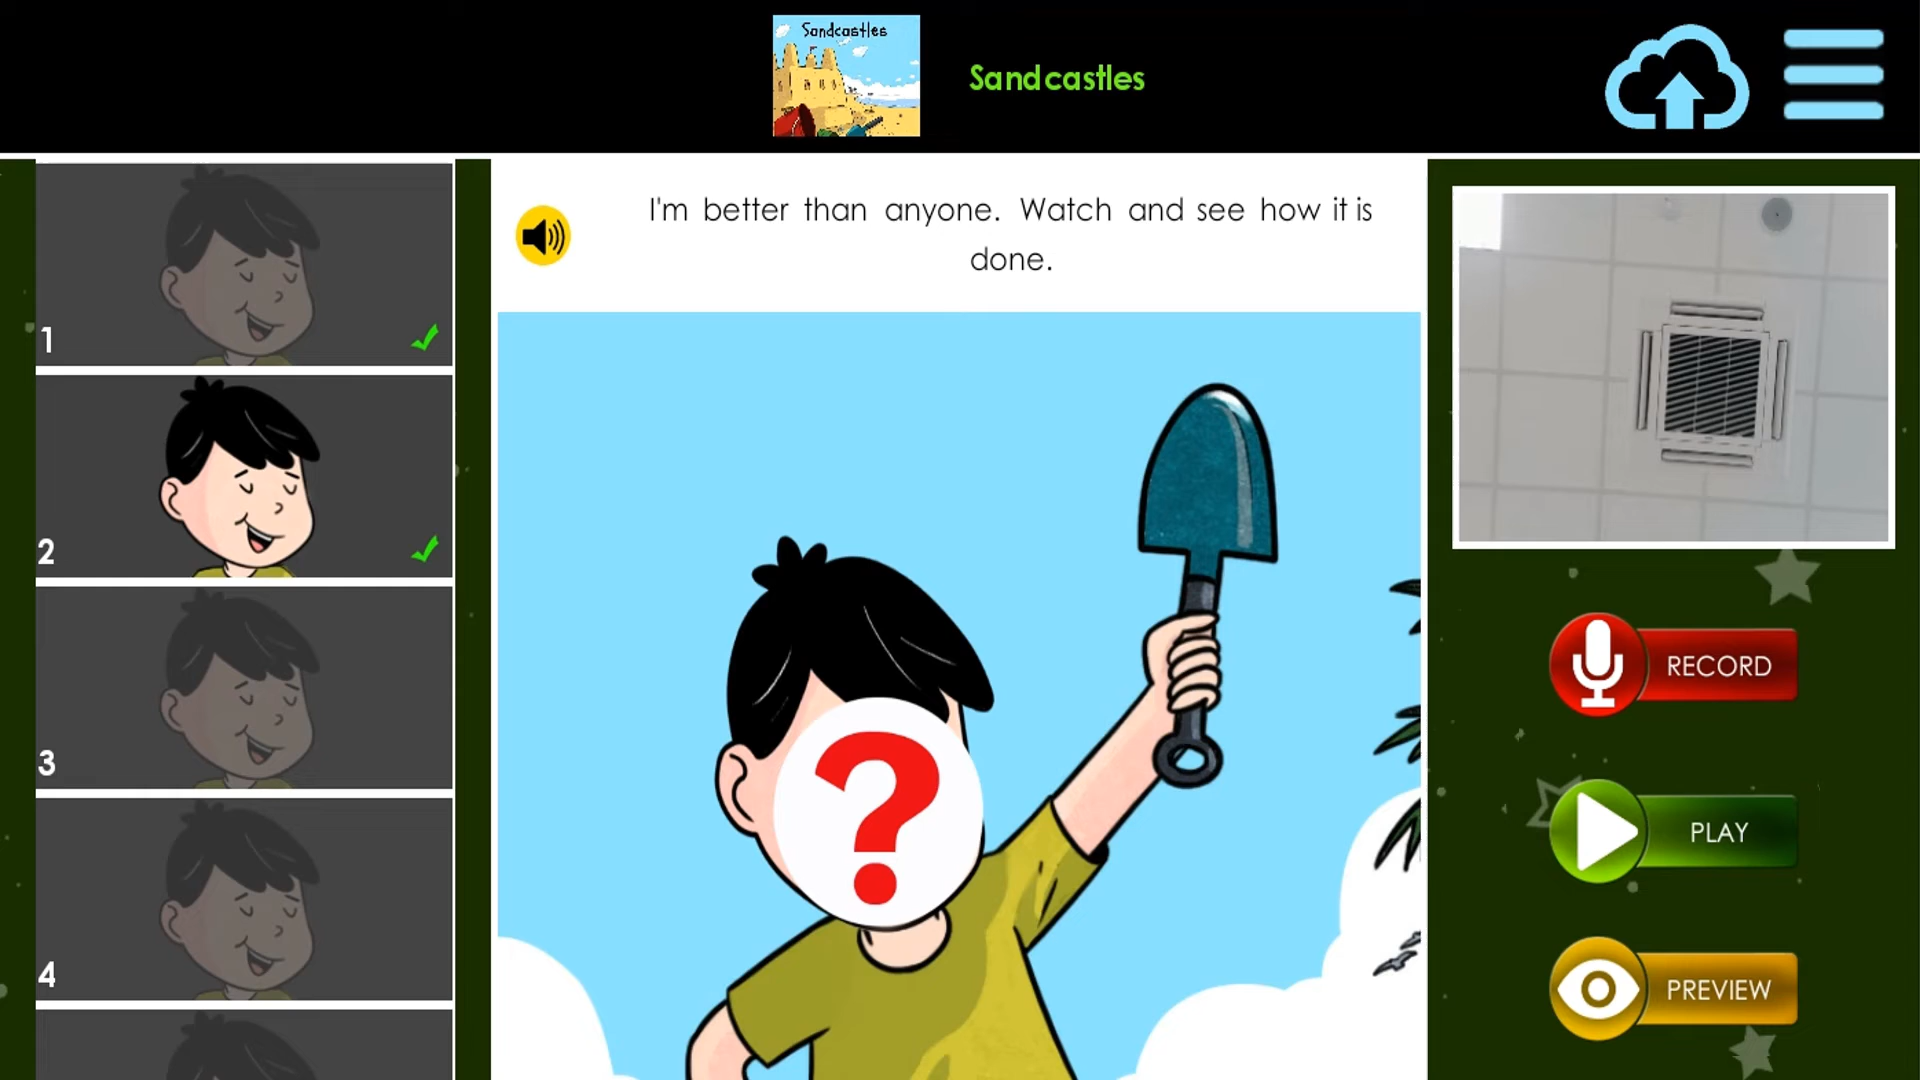 Sandcastles
Sandcastles
I'm better than anyone. Watch and see how it is
done.
1
2
3
4
?
RECORD
PLAY
PREVIEW